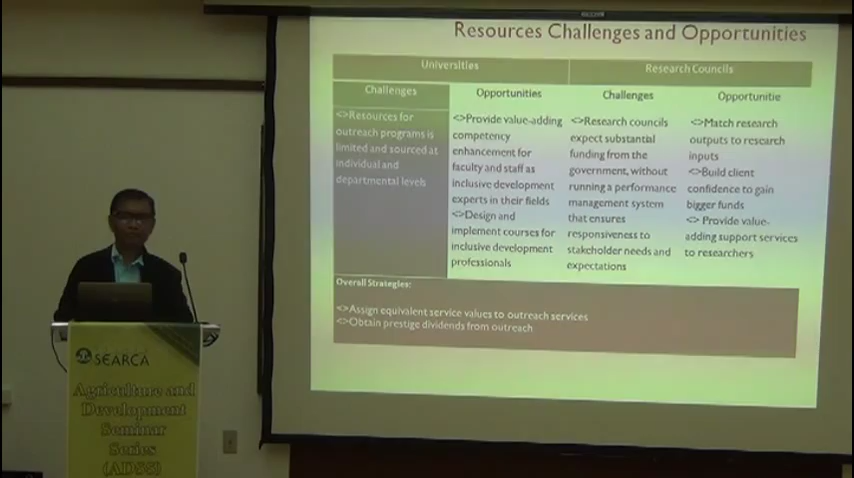 Resources Challenges and Opportunities
Universities
Research Councils
Challenges
Opportunities
Challenges
Opportunitie
<>Resources for
outreach programs is
limited and sourced at
individual and
departmental levels
<>Provide value-adding
competency
enhancement for
faculty and staff as
inclusive development
experts in their fields
<>Design and
implement courses for
inclusive development
professionals
<>Research councils
expect substantial
funding from the
government, without
running a performance
management system
that ensures
responsiveness to
stakeholder needs and
expectations
<>Match research
outputs to research
inputs
<>Build client
confidence to gain
bigger funds
<> Provide value-
adding support services
to researchers
Overall Strategies:
<>Assign equivalent service values to outreach services
<>Obtain prestige dividends from outreach
SEARCA
Agriculture and
Development
Seminar
Series
(ADSS)